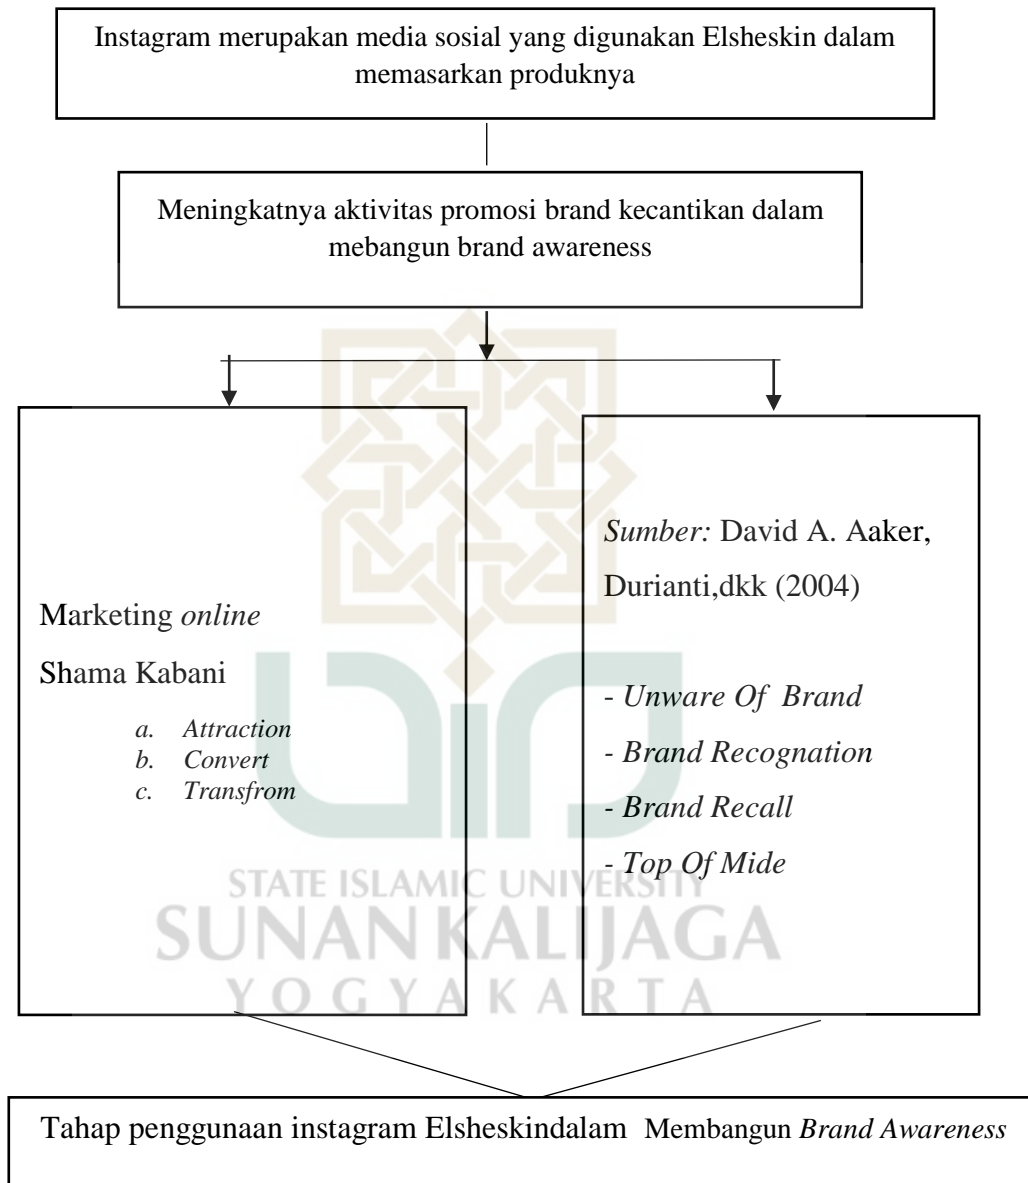 Instagram merupakan media sosial yang digunakan Elsheskin dalam
memasarkan produknya
Meningkatnya aktivitas promosi brand kecantikan dalam
mebangun brand awareness
Marketing online
Shama Kabani
a. Attraction
b. Convert
c. Transfrom
Sumber: David A. Aaker,
Durianti,dkk (2004)
- Unware Of Brand
- Brand Recognation
- Brand Recall
- Top Of Mide
STATE ISLAMIC UNIVERSITY
SUNAN KALIJAGA
YOGYAKARTA
Tahap penggunaan instagram Elsheskindalam Membangun Brand Awareness